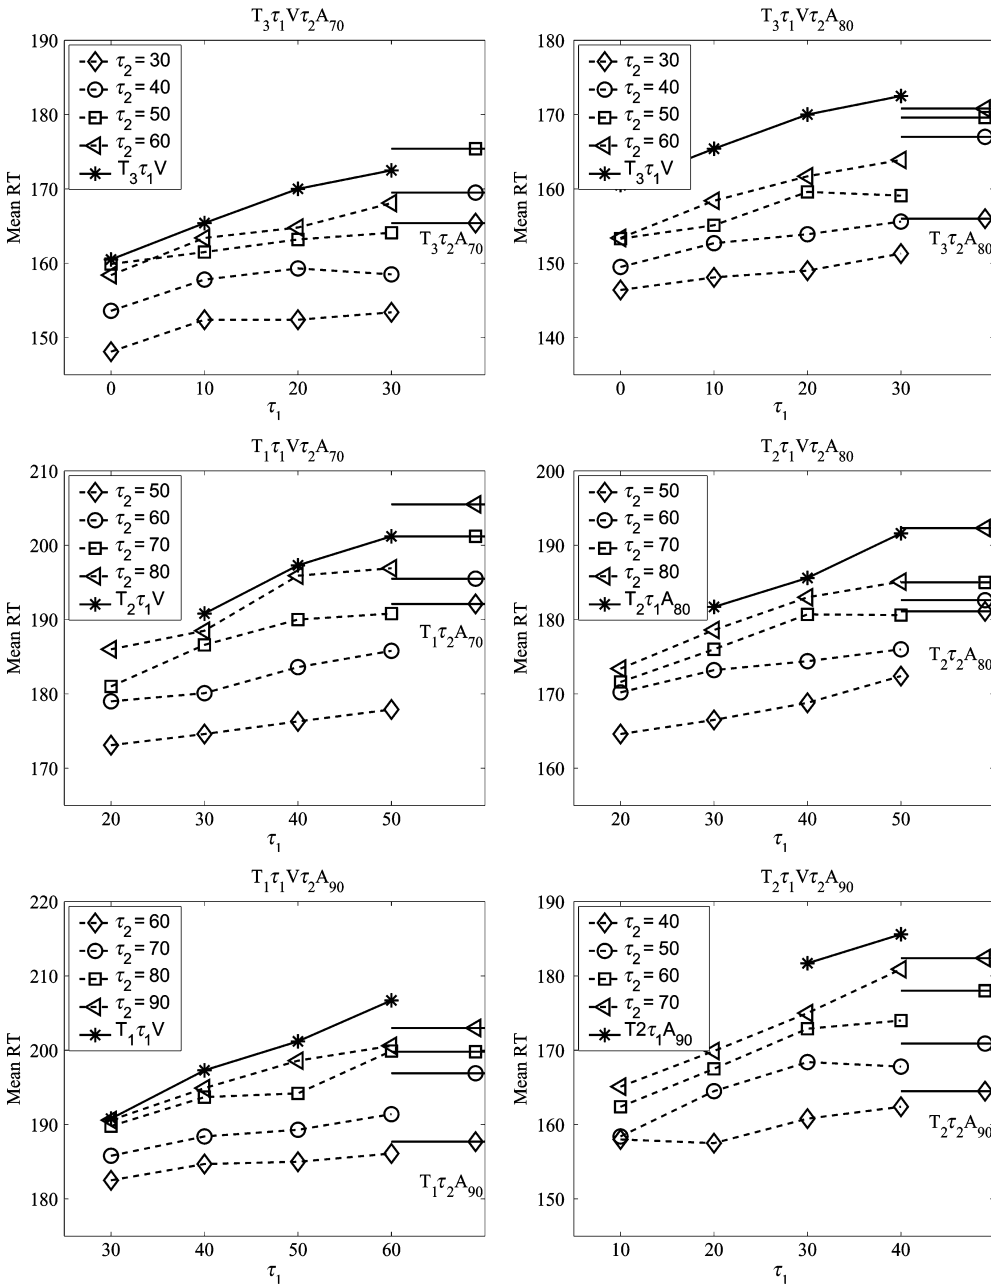 T₃τ₁Vτ₂A₇₀
190
180
170
160
150
Mean RT
τ₂ = 30
τ₂ = 40
τ₂ = 50
τ₂ = 60
T₃τ₁V
T₃τ₂A₇₀
0 10 20 30
τ₁
T₃τ₁Vτ₂A₈₀
180
170
160
150
140
Mean RT
τ₂ = 30
τ₂ = 40
τ₂ = 50
τ₂ = 60
T₃τ₁V
T₃τ₂A₈₀
0 10 20 30
τ₁
T₁τ₁Vτ₂A₇₀
210
200
190
180
170
Mean RT
τ₂ = 50
τ₂ = 60
τ₂ = 70
τ₂ = 80
T₂τ₁V
T₁τ₂A₇₀
20 30 40 50
τ₁
T₂τ₁Vτ₂A₈₀
200
190
180
170
160
Mean RT
τ₂ = 50
τ₂ = 60
τ₂ = 70
τ₂ = 80
T₂τ₁A₈₀
T₂τ₂A₈₀
20 30 40 50
τ₁
T₁τ₁Vτ₂A₉₀
220
210
200
190
180
Mean RT
τ₂ = 60
τ₂ = 70
τ₂ = 80
τ₂ = 90
T₁τ₁V
T₁τ₂A₉₀
30 40 50 60
τ₁
T₂τ₁Vτ₂A₉₀
190
180
170
160
150
Mean RT
τ₂ = 40
τ₂ = 50
τ₂ = 60
τ₂ = 70
T2τ₁A₉₀
T₂τ₂A₉₀
10 20 30 40
τ₁